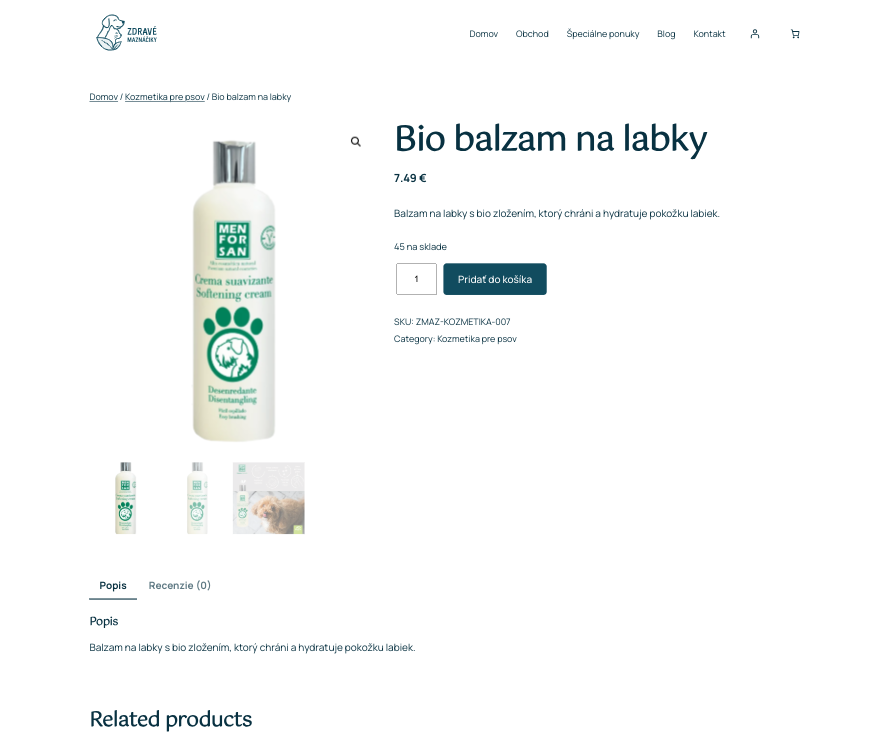 ZDRAVÉ
MAZNÁČIKY
Domov Obchod Špeciálne ponuky Blog Kontakt
Domov / Kozmetika pre psov / Bio balzam na labky
Bio balzam na labky
7.49 €
Balzam na labky s bio zložením, ktorý chráni a hydratuje pokožku labiek.
45 na sklade
1 Pridať do košíka
SKU: ZMAZ-KOZMETIKA-007
Category: Kozmetika pre psov
MEN
FOR
SAN
Crema suavizante
Softening cream
Desenredante
Disentangling
Popis Recenzie (0)
Popis
Balzam na labky s bio zložením, ktorý chráni a hydratuje pokožku labiek.
Related products